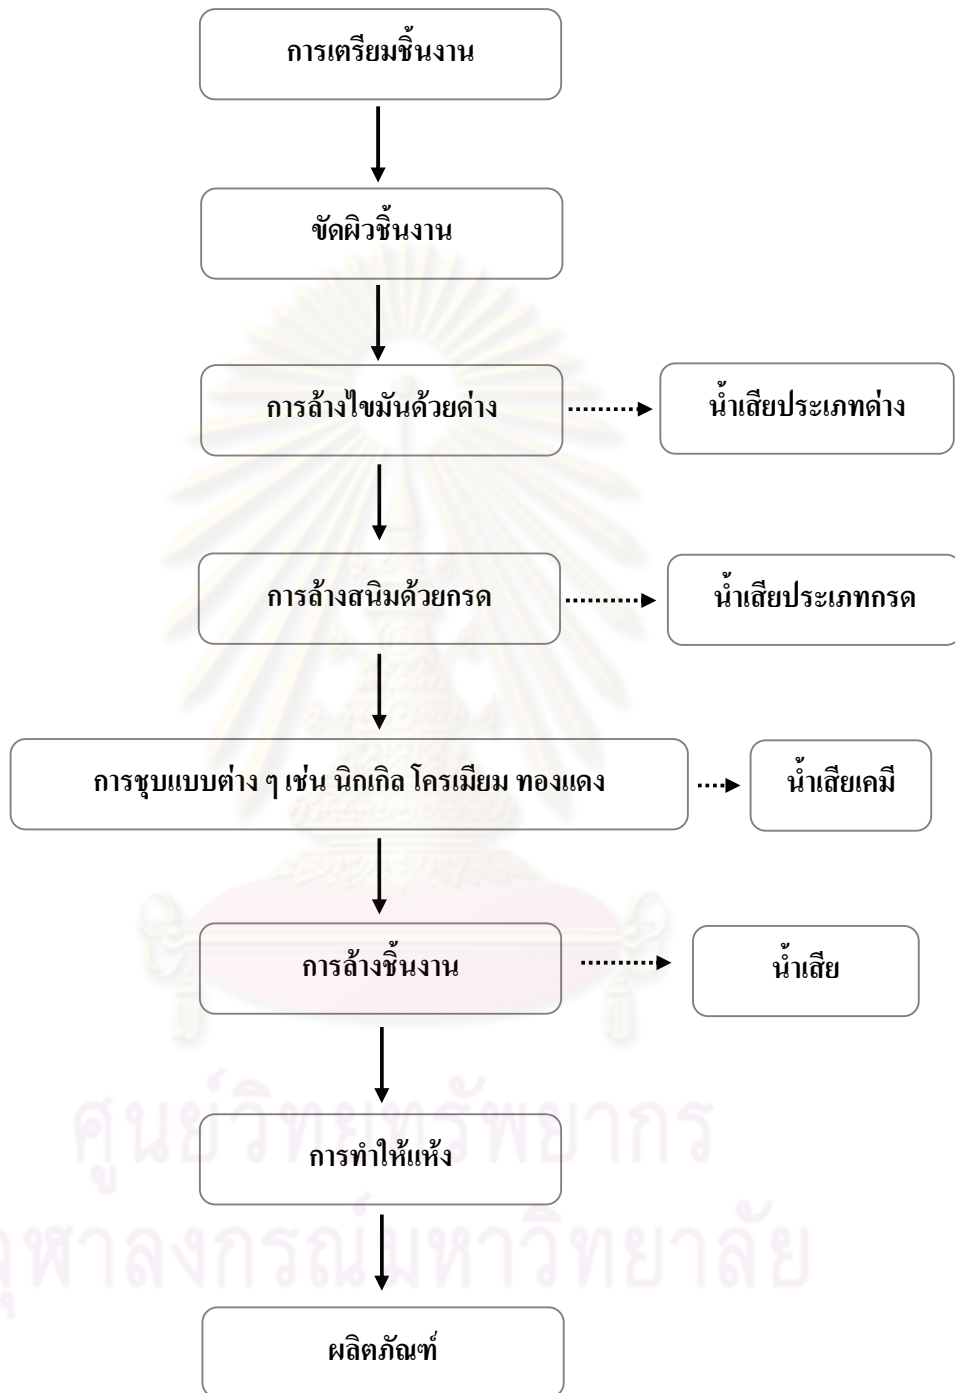 การเตรียมชิ้นงาน
ขัดผิวชิ้นงาน
การล้างไขมันด้วยด่าง
น้ำเสียประเภทด่าง
การล้างสนิมด้วยกรด
น้ำเสียประเภทกรด
การชุบแบบต่าง ๆ เช่น นิกเกิล โครเมียม ทองแดง
น้ำเสียเคมี
การล้างชิ้นงาน
น้ำเสีย
ศูนย์วิทยทรัพยากร
การทำให้แห้ง
จุฬาลงกรณ์มหาวิทยาลัย
ผลิตภัณฑ์